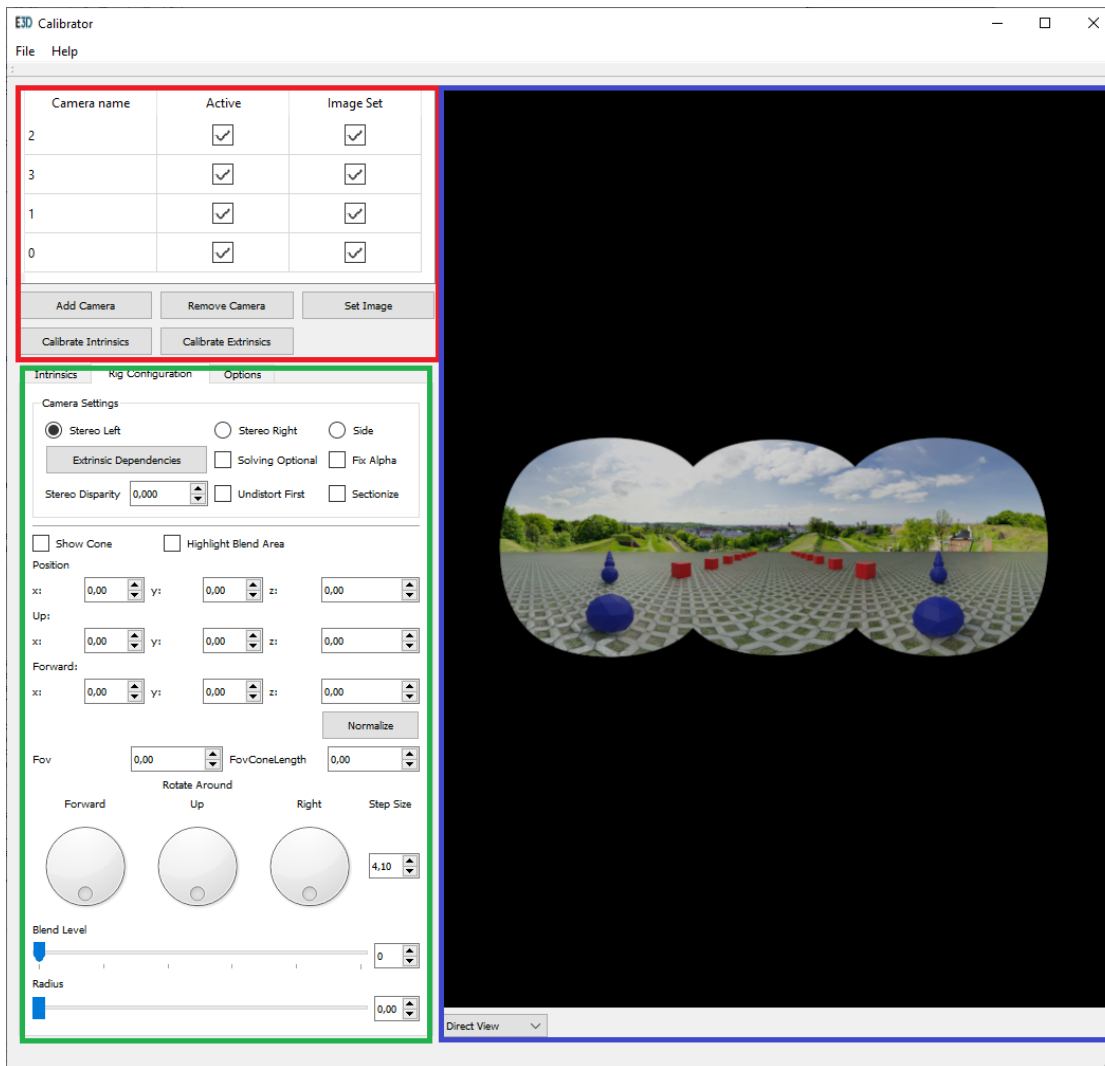 E3D Calibrator
File Help
Camera name Active Image Set
2
3
1
0
Add Camera Remove Camera Set Image
Calibrate Intrinsics Calibrate Extrinsics
Intrinsics Rig Configuration Options
Camera Settings
Stereo Left Stereo Right Side
Extrinsic Dependencies Solving Optional Fix Alpha
Stereo Disparity 0,000 Undistort First Sectionize
Show Cone Highlight Blend Area
Position
x: 0,00 y: 0,00 z: 0,00
Up:
x: 0,00 y: 0,00 z: 0,00
Forward:
x: 0,00 y: 0,00 z: 0,00
Normalize
Fov 0,00 FovConeLength 0,00
Rotate Around
Forward Up Right Step Size
4,10
Blend Level
0
Radius
0,00
Direct View